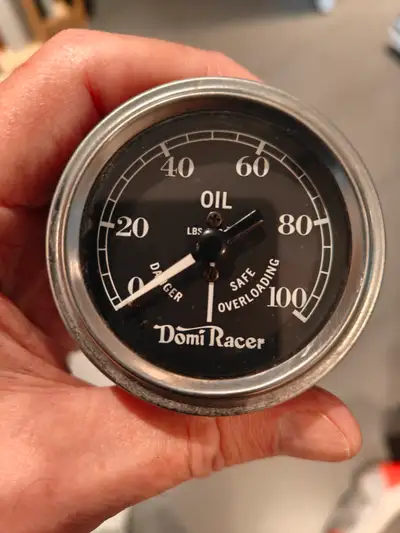 40 60
OIL
20 LBS 80
0 DANGER SAFE 100
OVERLOADING
Domi Racer